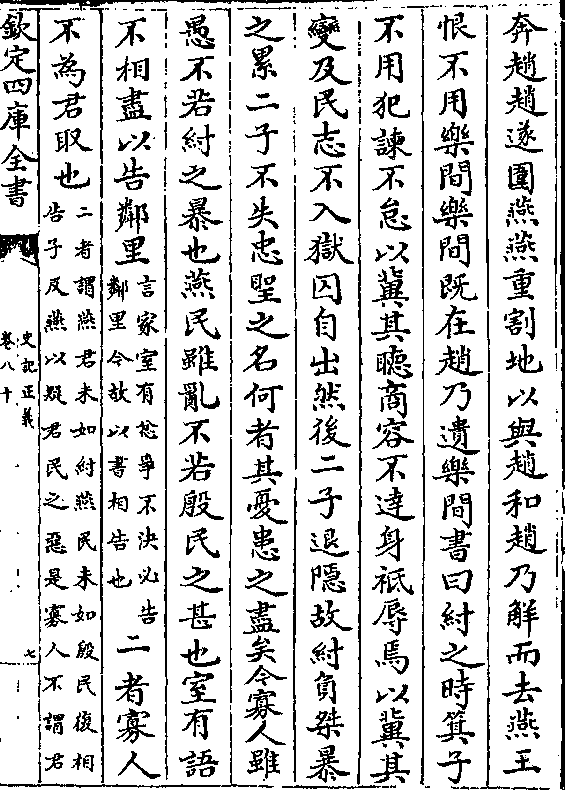 奔趙趙遂圍燕燕重割地以與趙和趙乃解而去燕王
恨不用樂間樂間既在趙乃遺樂間書曰紂之時箕子
不用犯諫不怠以冀其聽商容不達身祗辱焉以冀其
變及民志不入獄囚自出然後二子退隠故紂負桀暴
之累二子不失忠聖之名何者其憂患之盡矣今寡人雖
愚不若紂之暴也燕民雖亂不若殷民之甚也室有語
不相盡以告鄰里言家室有忿爭不決必告鄰里今故以書相告也二者寡人
不為君取也二者謂燕君未如紂燕民未如殷民復相告子反燕以疑君民之惡是寡人不謂君
欽定四庫全書
史記正義
卷八十
七